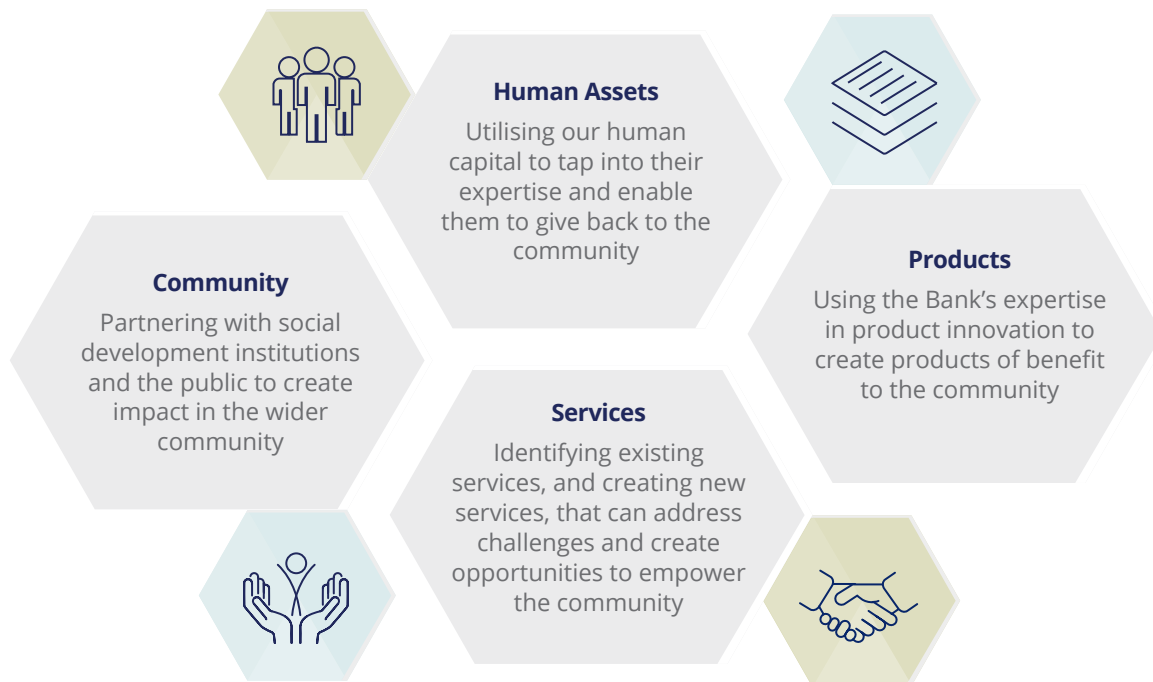 Human Assets
Utilising our human
capital to tap into their
expertise and enable
them to give back to the
community
Community
Partnering with social
development institutions
and the public to create
impact in the wider
community
Products
Using the Bank’s expertise
in product innovation to
create products of benefit
to the community
Services
Identifying existing
services, and creating new
services, that can address
challenges and create
opportunities to empower
the community